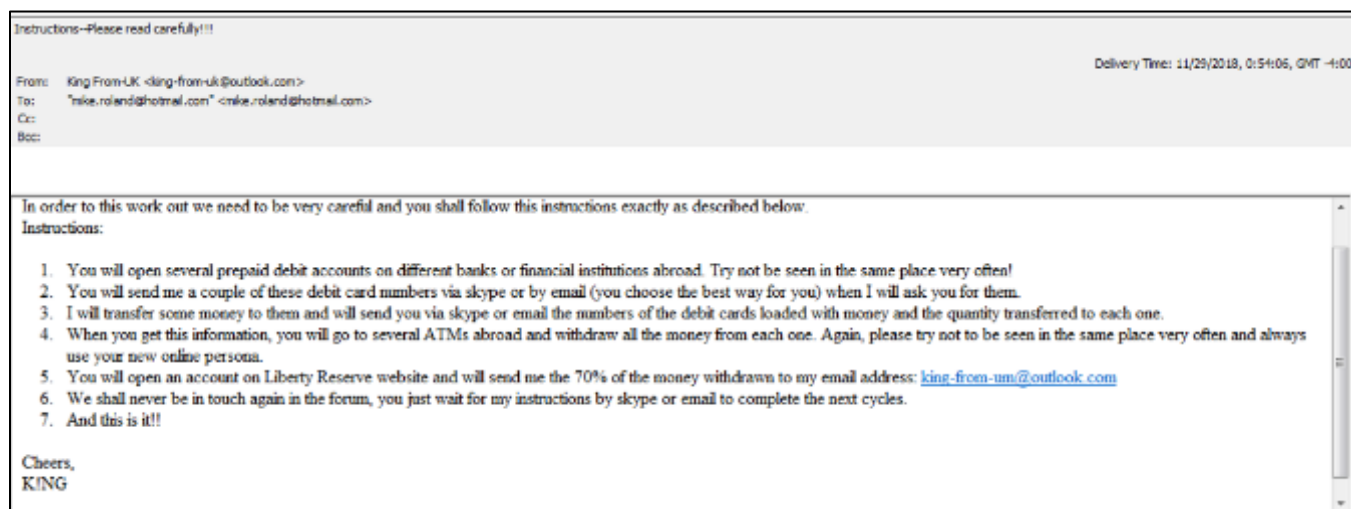 Instructions--Please read carefully!!!
Delivery Time: 11/29/2018, 0:54:06, GMT -4:00
From: King From-UK <king-from-uk@outlook.com>
To: "mike.roland@hotmail.com" <mike.roland@hotmail.com>
Cc:
Bcc:
In order to this work out we need to be very careful and you shall follow this instructions exactly as described below.
Instructions:
1. You will open several prepaid debit accounts on different banks or financial institutions abroad. Try not be seen in the same place very often!
2. You will send me a couple of these debit card numbers via skype or by email (you choose the best way for you) when I will ask you for them.
3. I will transfer some money to them and will send you via skype or email the numbers of the debit cards loaded with money and the quantity transferred to each one.
4. When you get this information, you will go to several ATMs abroad and withdraw all the money from each one. Again, please try not to be seen in the same place very often and always
use your new online persona.
5. You will open an account on Liberty Reserve website and will send me the 70% of the money withdrawn to my email address: king-from-um@outlook.com
6. We shall never be in touch again in the forum, you just wait for my instructions by skype or email to complete the next cycles.
7. And this is it!!
Cheers,
K!NG